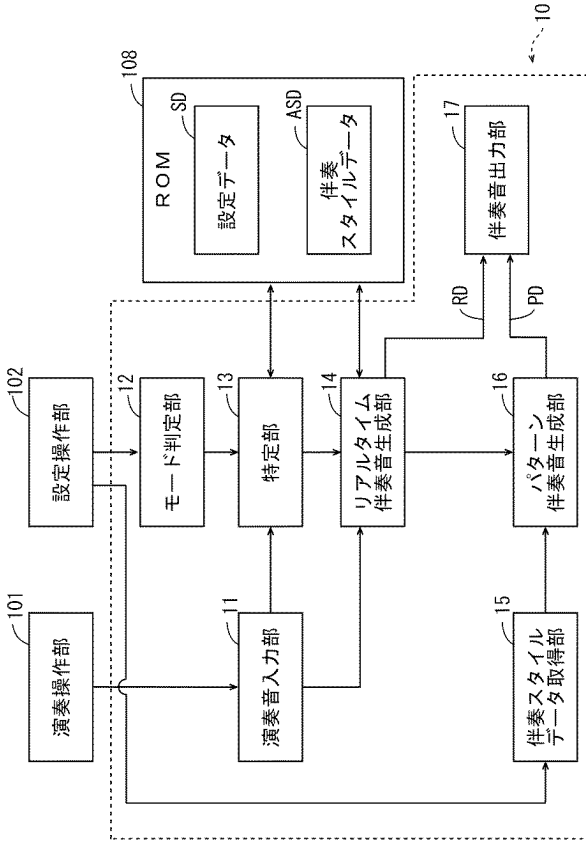 101
演奏操作部
102
設定操作部
108
ROM
SD
設定データ
ASD
伴奏
スタイルデータ
10
11
演奏音入力部
12
モード判定部
13
特定部
14
リアルタイム
伴奏音生成部
15
伴奏スタイル
データ取得部
16
パターン
伴奏音生成部
RD
PD
17
伴奏音出力部